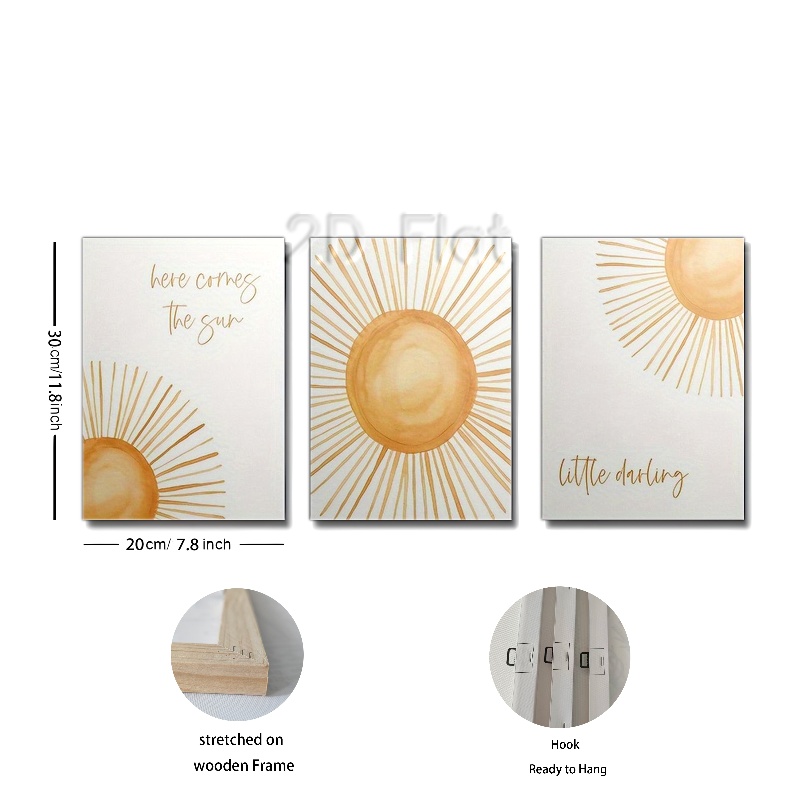 2D Flat
here comes
the sun
little darling
30cm/11.8inch
20cm/ 7.8 inch
stretched on
wooden Frame
Hook
Ready to Hang